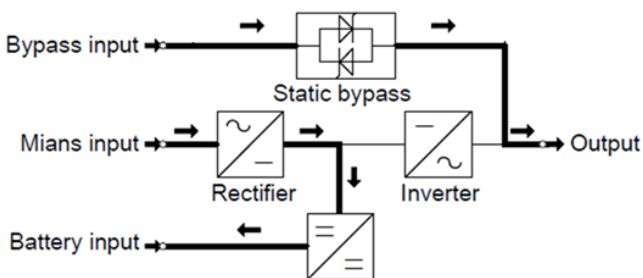 Bypass input
Static bypass
Mians input
Output
Rectifier
Inverter
Battery input